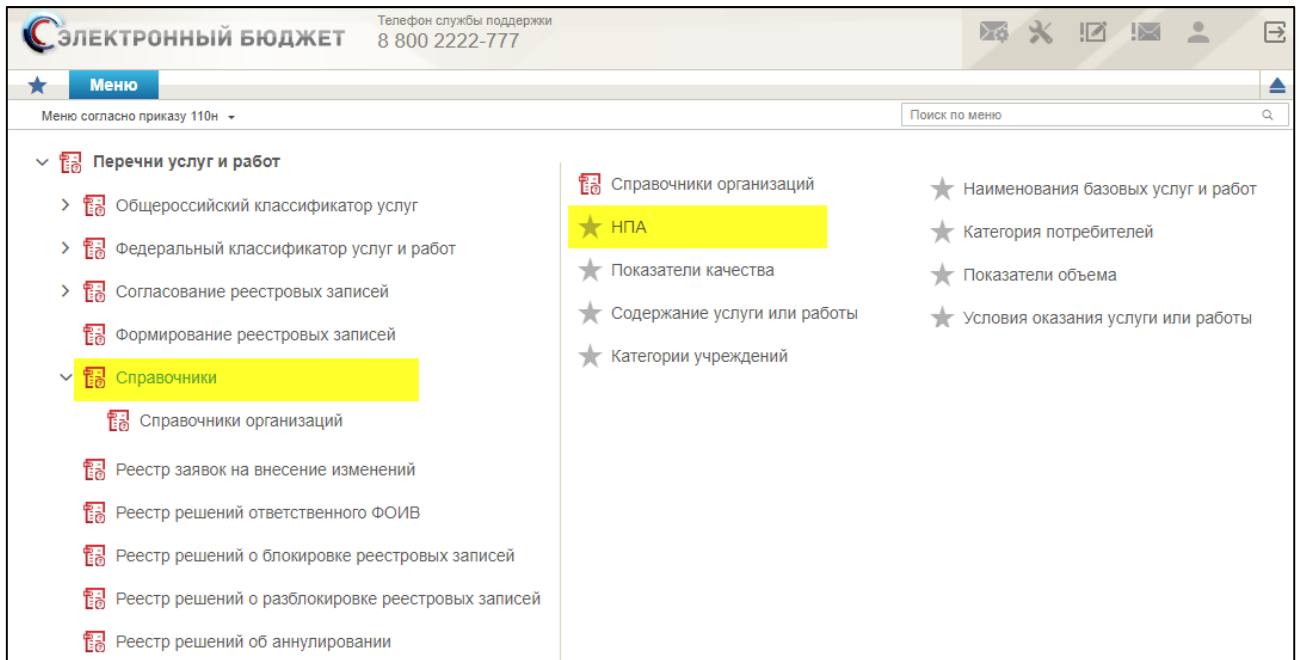 ЭЛЕКТРОННЫЙ БЮДЖЕТ
Телефон службы поддержки
8 800 2222-777
Меню
Меню согласно приказу 110н
Поиск по меню
Перечни услуг и работ
Общероссийский классификатор услуг
Федеральный классификатор услуг и работ
Согласование реестровых записей
Формирование реестровых записей
Справочники
Справочники организаций
Реестр заявок на внесение изменений
Реестр решений ответственного ФОИВ
Реестр решений о блокировке реестровых записей
Реестр решений о разблокировке реестровых записей
Реестр решений об аннулировании
Справочники организаций
НПА
Показатели качества
Содержание услуги или работы
Категории учреждений
Наименования базовых услуг и работ
Категория потребителей
Показатели объема
Условия оказания услуги или работы